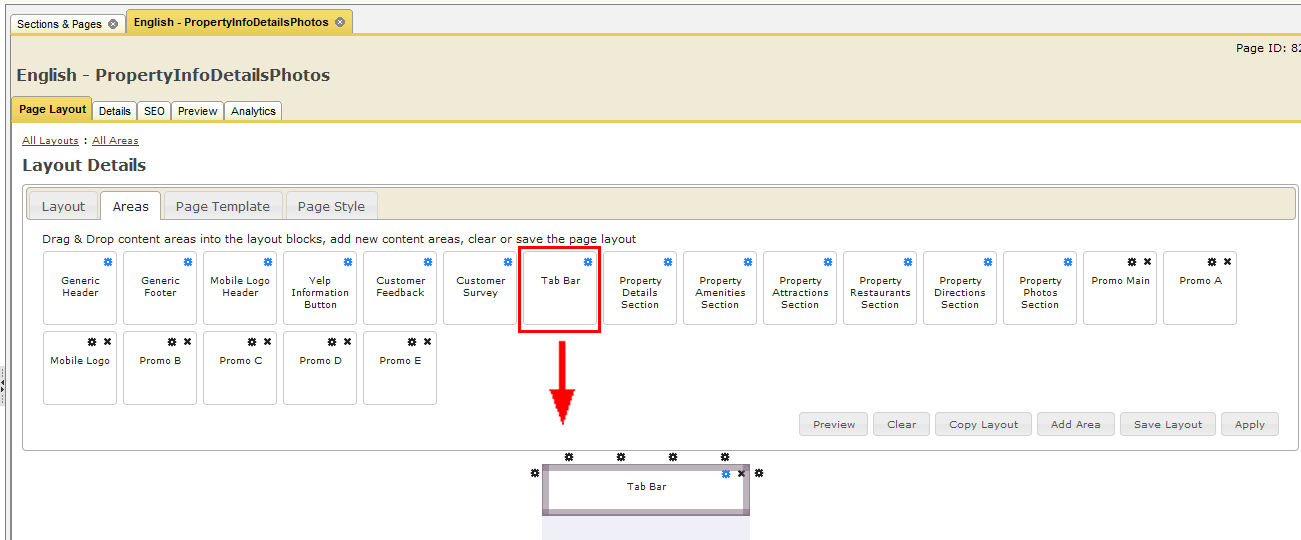 Sections & Pages
English - PropertyInfoDetailsPhotos
Page ID: 82
English - PropertyInfoDetailsPhotos
Page Layout Details SEO Preview Analytics
All Layouts : All Areas
Layout Details
Layout Areas Page Template Page Style
Drag & Drop content areas into the layout blocks, add new content areas, clear or save the page layout
Generic
Header
Generic
Footer
Mobile Logo
Header
Yelp
Information
Button
Customer
Feedback
Customer
Survey
Tab Bar
Property
Details
Section
Property
Amenities
Section
Property
Attractions
Section
Property
Restaurants
Section
Property
Directions
Section
Property
Photos
Section
Promo Main
Promo A
Mobile Logo
Promo B
Promo C
Promo D
Promo E
Preview Clear Copy Layout Add Area Save Layout Apply
Tab Bar